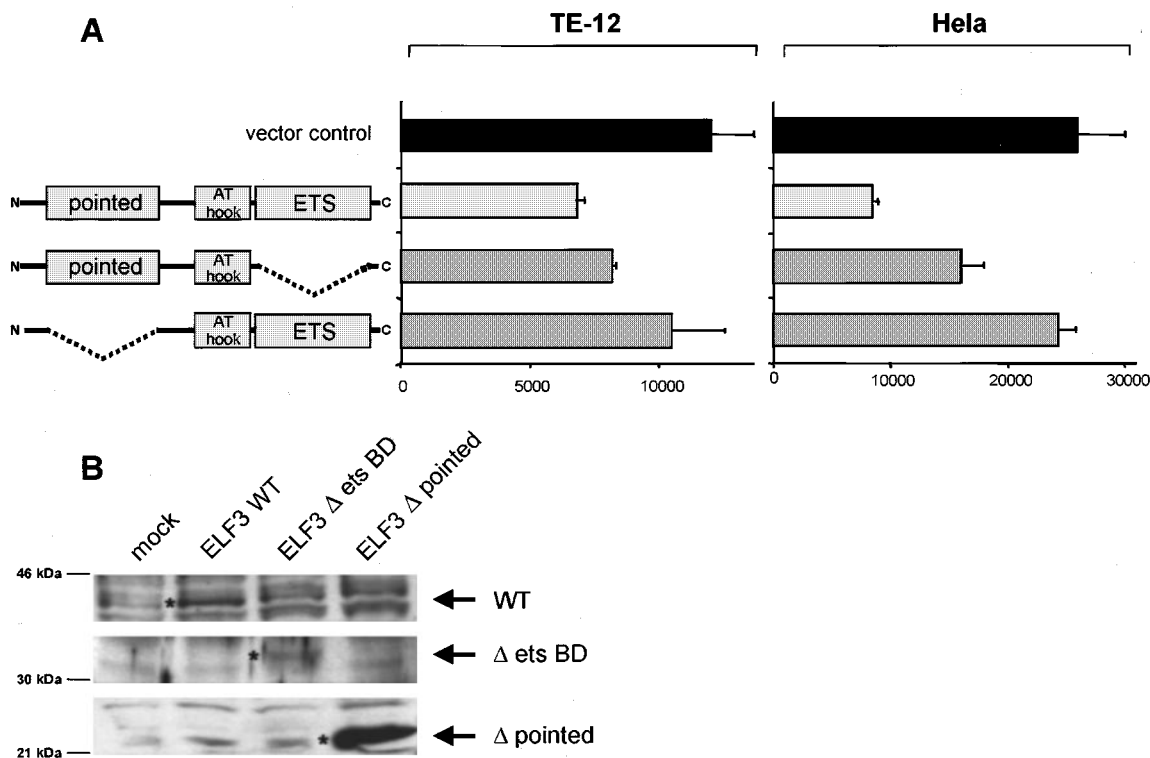 A
TE-12
Hela
vector control
N pointed AT hook ETS C
N pointed AT hook C
N AT hook ETS C
0 5000 10000
0 10000 20000 30000
B
mock
ELF3 WT
ELF3 Δ ets BD
ELF3 Δ pointed
46 kDa
* WT
* Δ ets BD
30 kDa
* Δ pointed
21 kDa